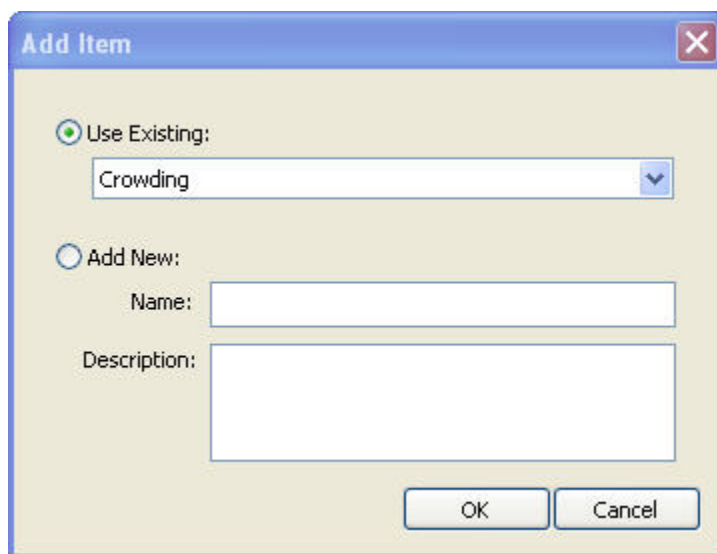 Add Item
Use Existing:
Crowding
Add New:
Name:
Description:
OK Cancel